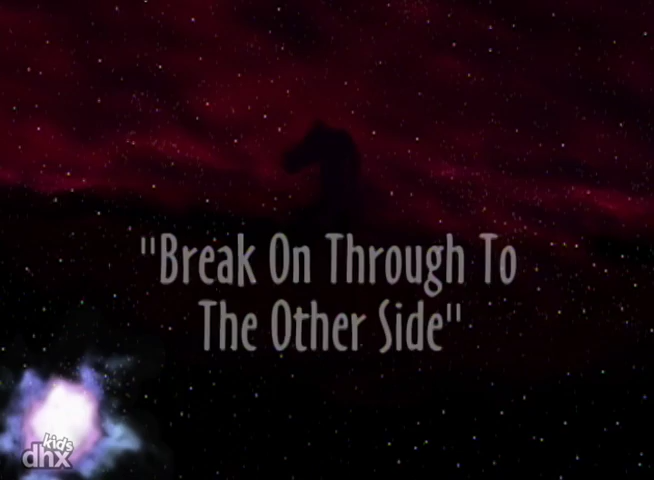 "Break On Through To
The Other Side"
kids
dhx